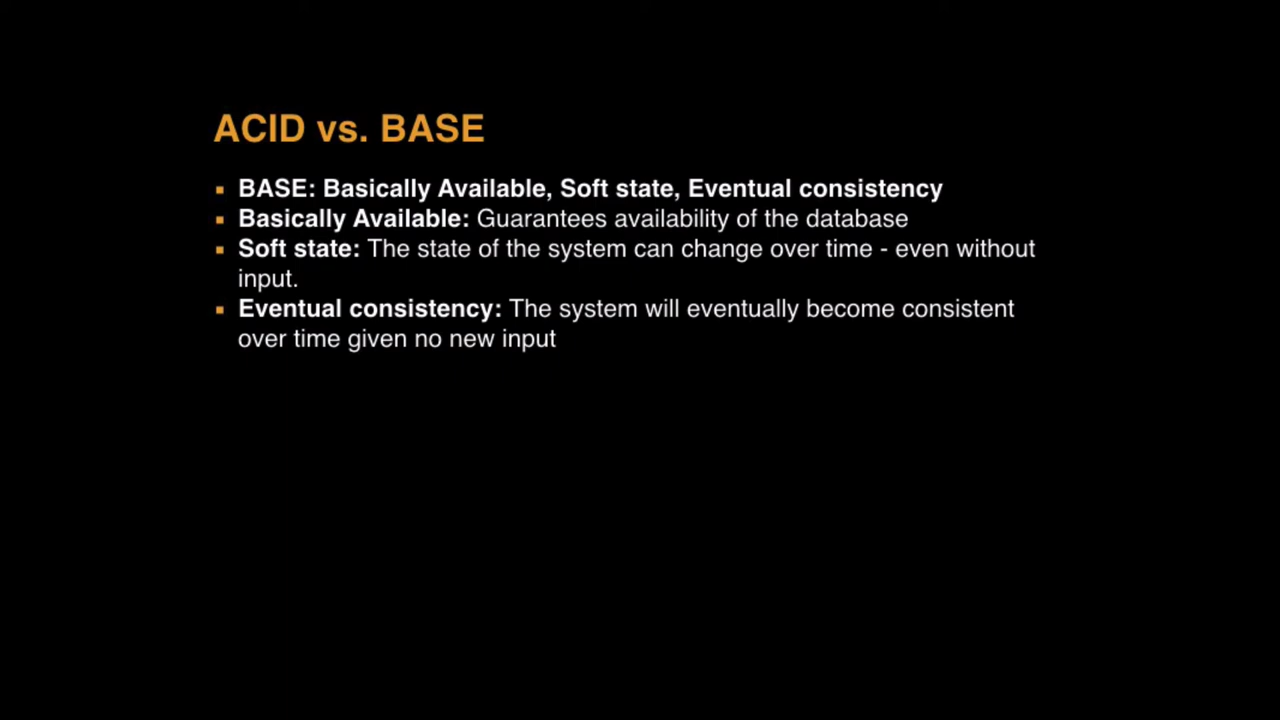 ACID vs. BASE
▪ BASE: Basically Available, Soft state, Eventual consistency
▪ Basically Available: Guarantees availability of the database
▪ Soft state: The state of the system can change over time - even without
input.
▪ Eventual consistency: The system will eventually become consistent
over time given no new input